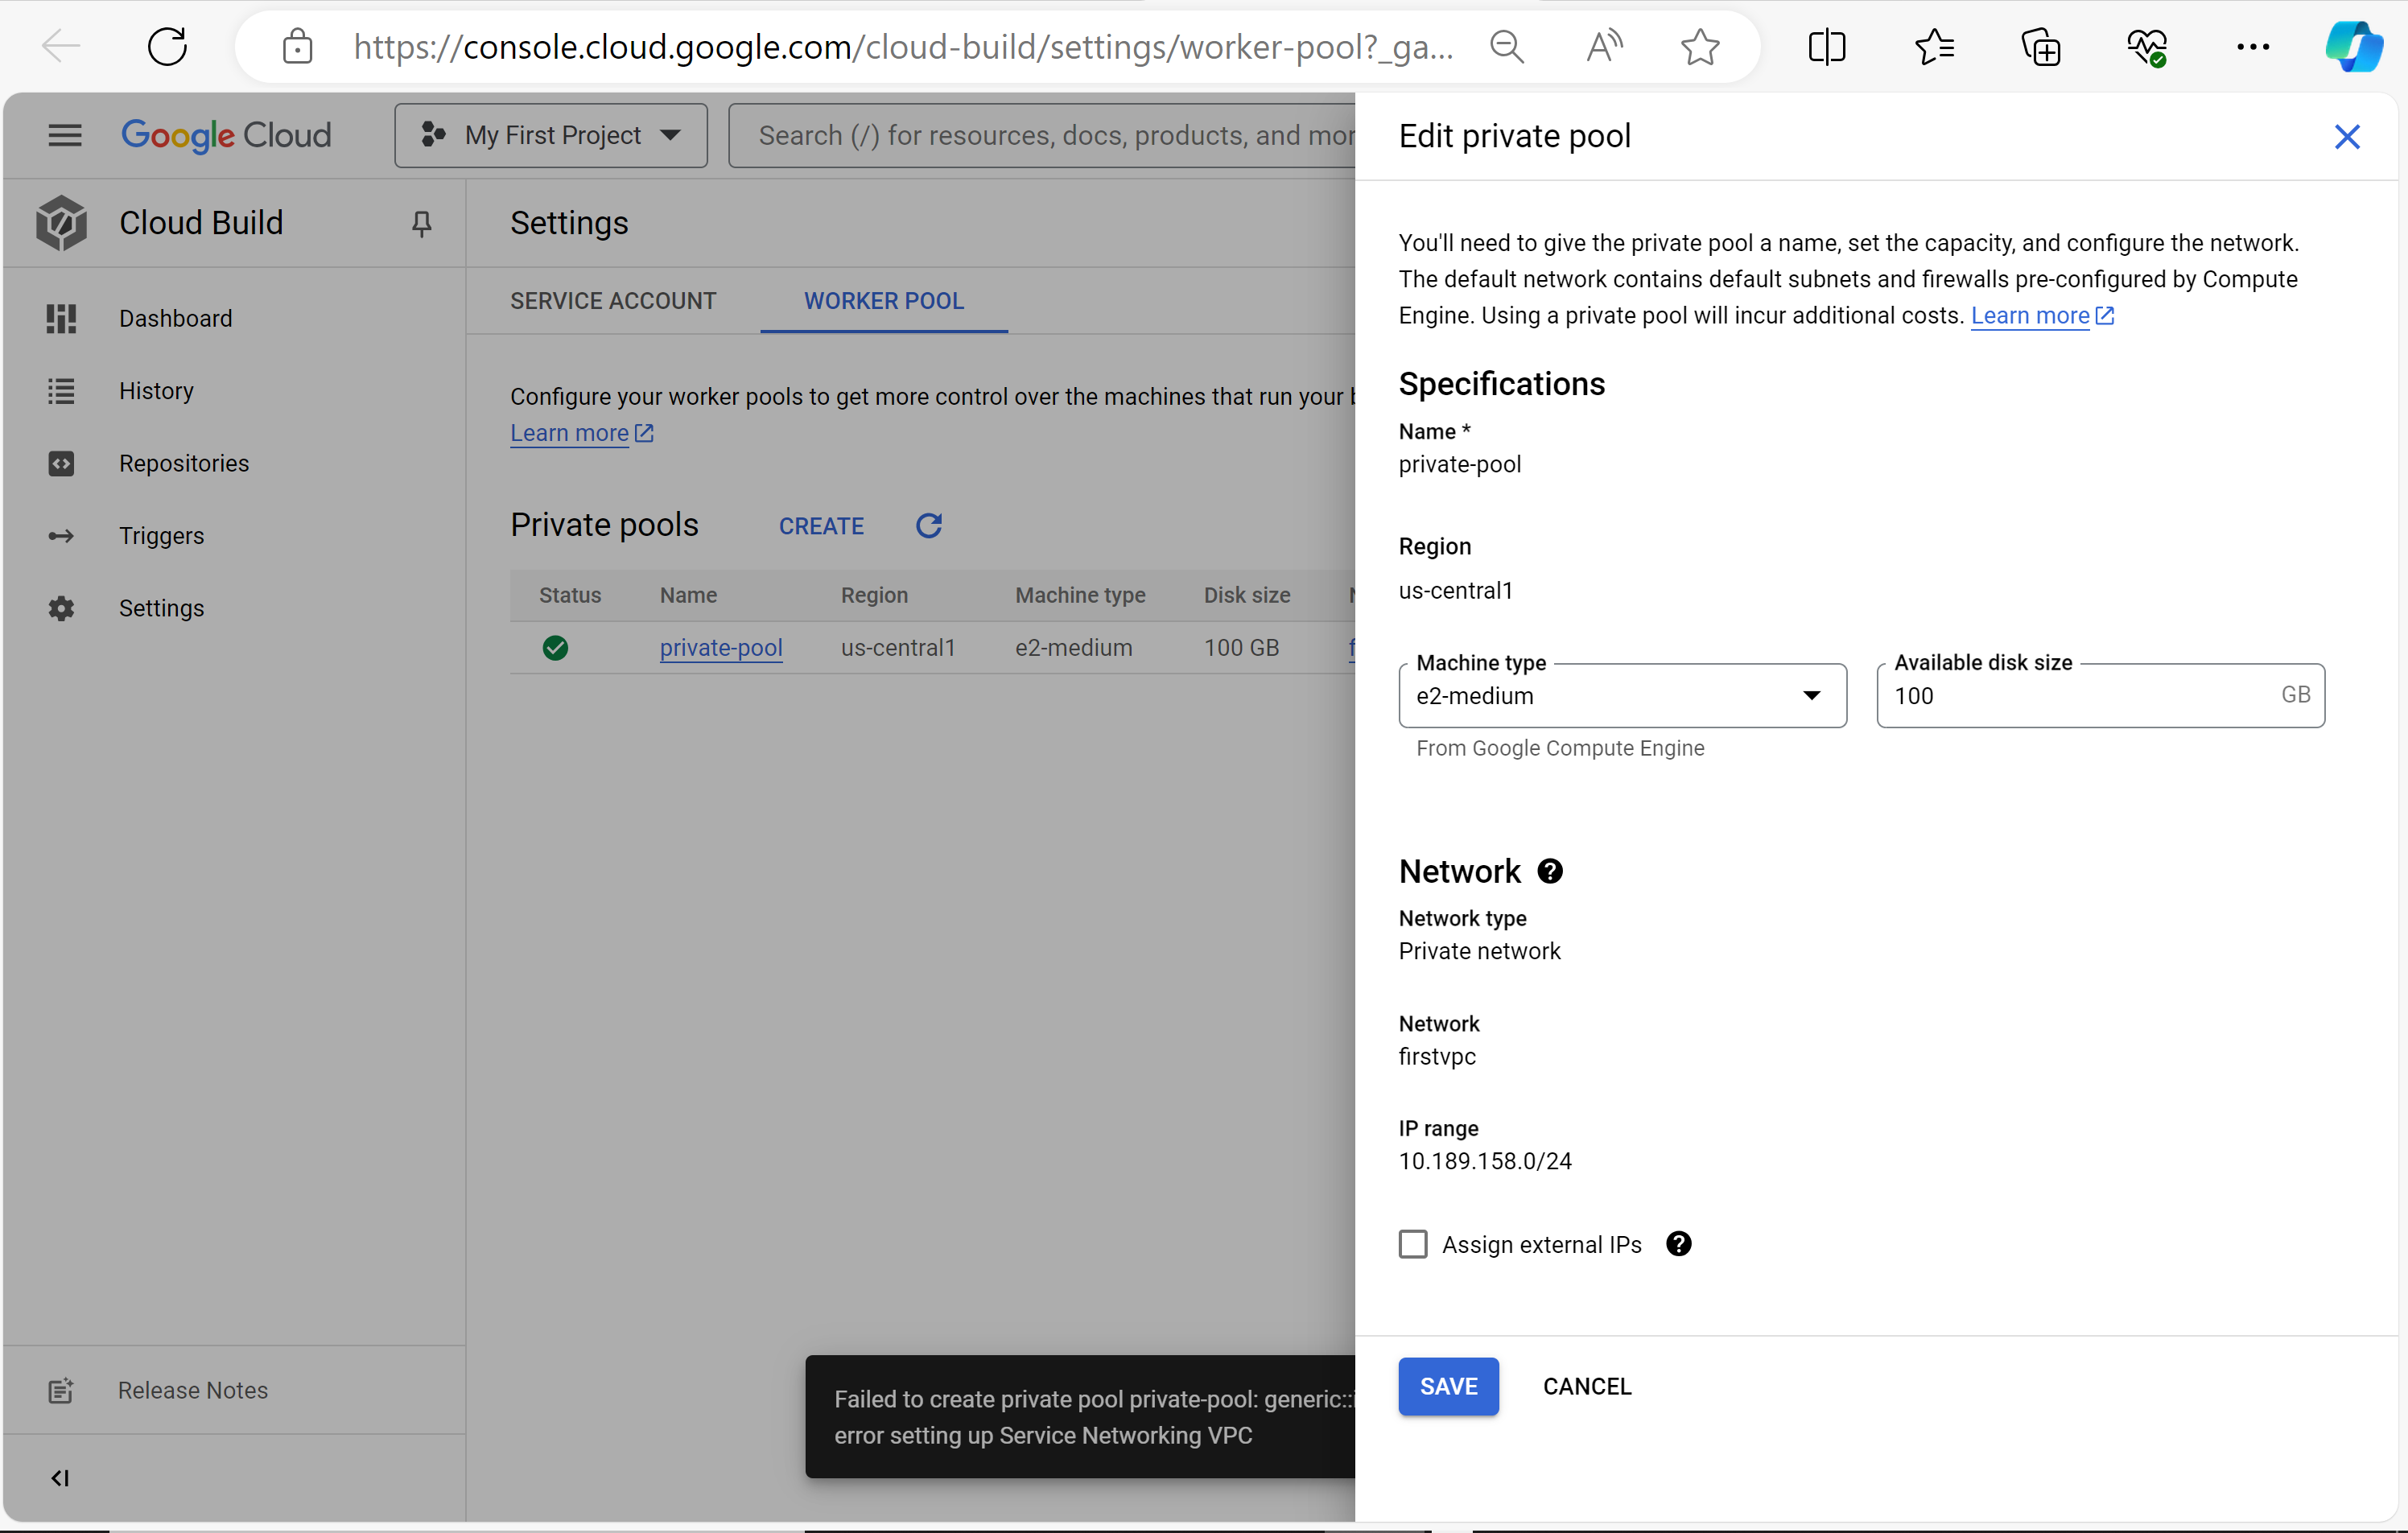 https://console.cloud.google.com/cloud-build/settings/worker-pool?_ga...
Google Cloud
My First Project
Search (/) for resources, docs, products, and mor
Cloud Build
Dashboard
History
Repositories
Triggers
Settings
Release Notes
Settings
SERVICE ACCOUNT
WORKER POOL
Configure your worker pools to get more control over the machines that run your
Learn more
Private pools
CREATE
Status Name Region Machine type Disk size
private-pool us-central1 e2-medium 100 GB f
Failed to create private pool private-pool: generic::i
error setting up Service Networking VPC
Edit private pool
You'll need to give the private pool a name, set the capacity, and configure the network.
The default network contains default subnets and firewalls pre-configured by Compute
Engine. Using a private pool will incur additional costs. Learn more
Specifications
Name *
private-pool
Region
us-central1
Machine type
e2-medium
From Google Compute Engine
Available disk size
100 GB
Network
Network type
Private network
Network
firstvpc
IP range
10.189.158.0/24
Assign external IPs
SAVE
CANCEL